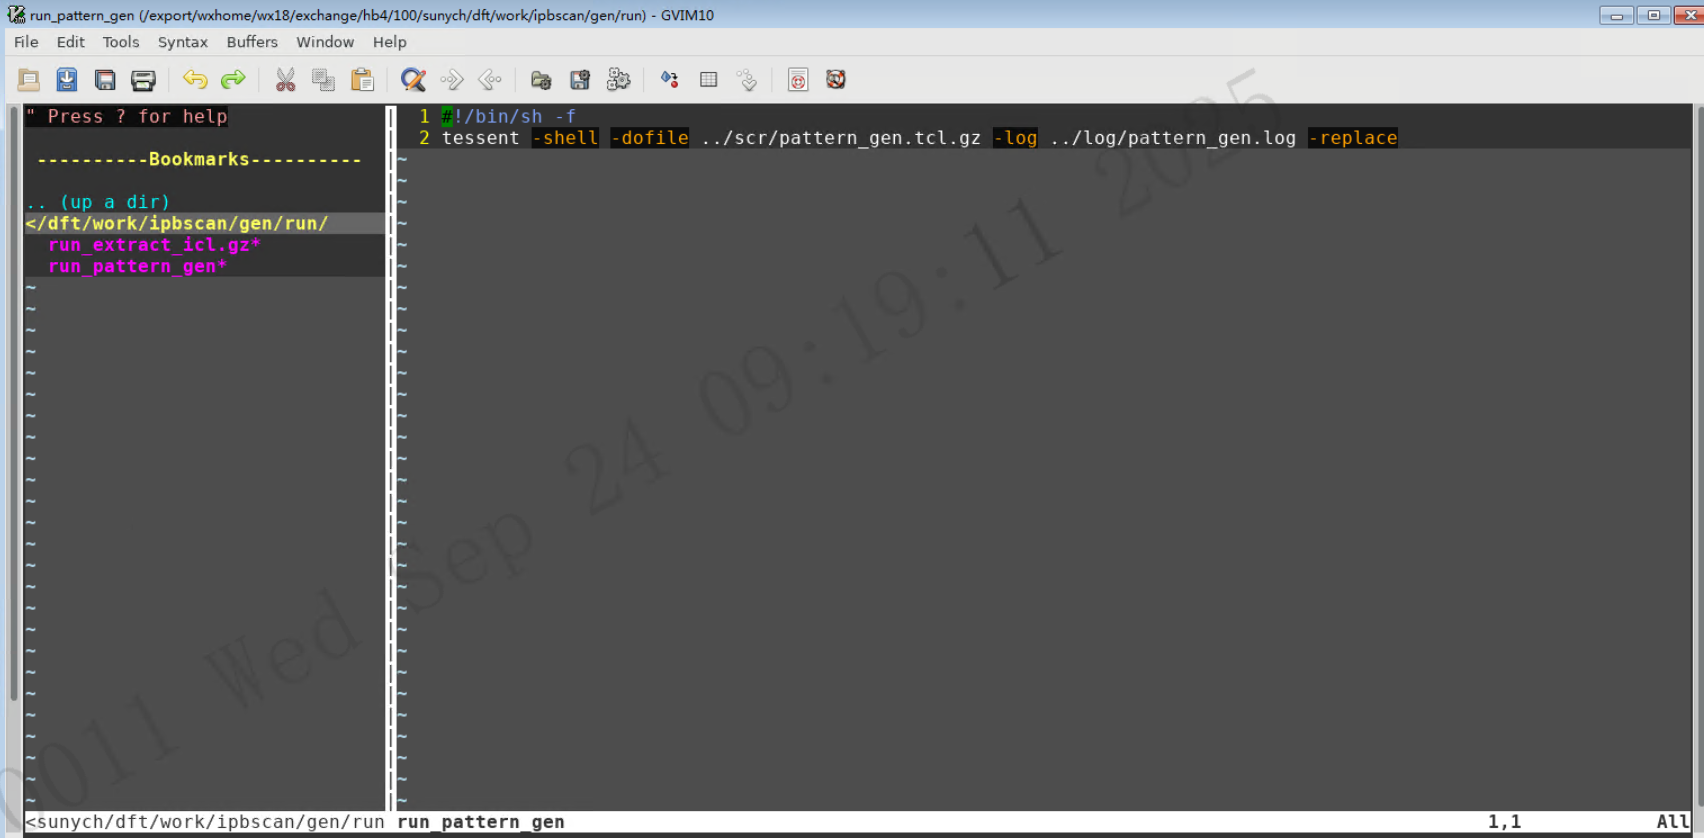 run_pattern_gen (/export/wxhome/wx18/exchange/hb4/100/sunych/dft/work/ipbscan/gen/run) - GVIM10
File Edit Tools Syntax Buffers Window Help
" Press ? for help
----------Bookmarks----------
.. (up a dir)
</dft/work/ipbscan/gen/run/
run_extract_icl.gz*
run_pattern_gen*
1 #!/bin/sh -f
2 tessent -shell -dofile ../scr/pattern_gen.tcl.gz -log ../log/pattern_gen.log -replace
0011 Wed Sep 24 09:19:11 2025
<sunych/dft/work/ipbscan/gen/run run_pattern_gen 1,1 All